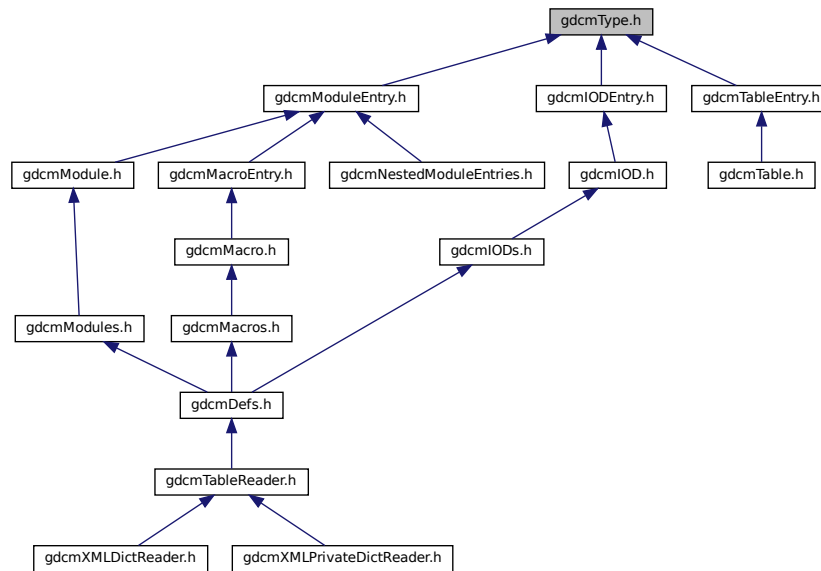 gdcmType.h
gdcmModuleEntry.h
gdcmIODEntry.h
gdcmTableEntry.h
gdcmModule.h
gdcmMacroEntry.h
gdcmNestedModuleEntries.h
gdcmIOD.h
gdcmTable.h
gdcmMacro.h
gdcmIODs.h
gdcmModules.h
gdcmMacros.h
gdcmDefs.h
gdcmTableReader.h
gdcmXMLDictReader.h
gdcmXMLPrivateDictReader.h